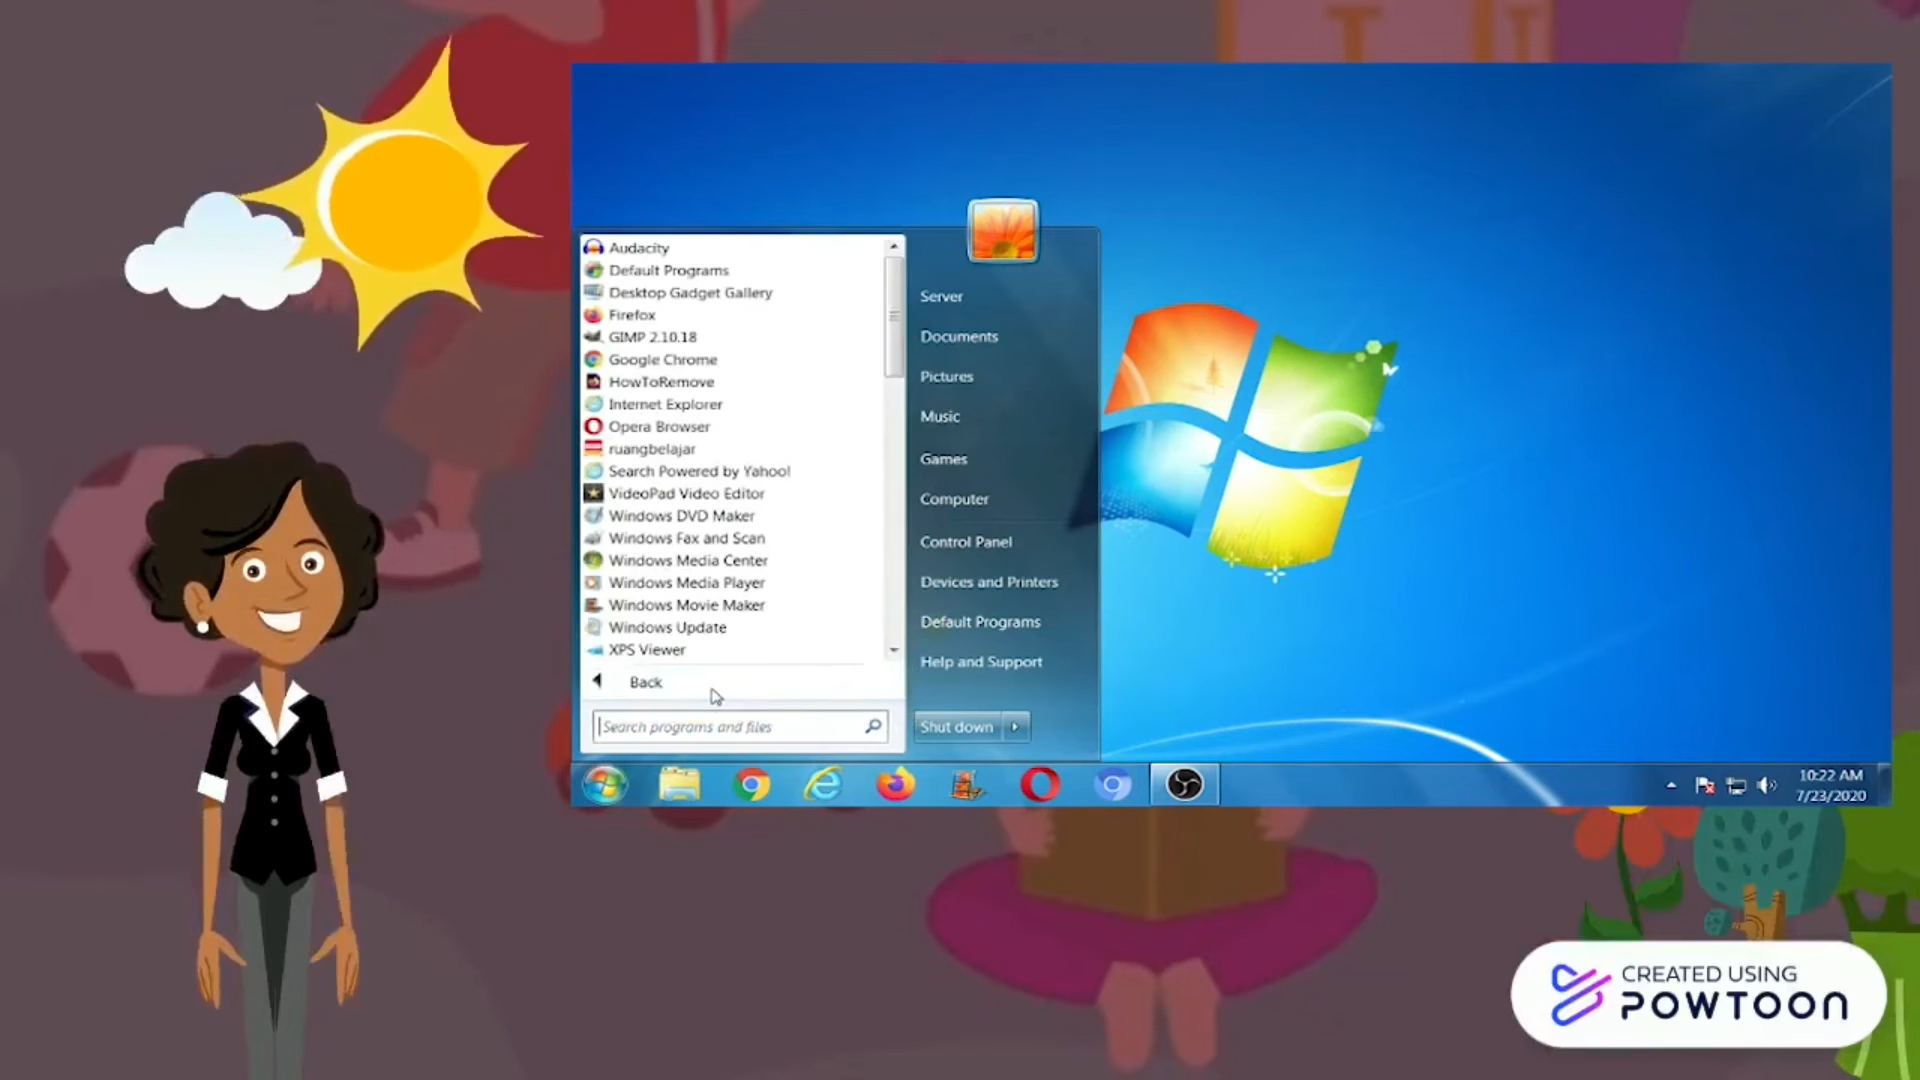 Audacity
Default Programs
Desktop Gadget Gallery
Firefox
GIMP 2.10.18
Google Chrome
HowToRemove
Internet Explorer
Opera Browser
ruangbelajar
Search Powered by Yahoo!
VideoPad Video Editor
Windows DVD Maker
Windows Fax and Scan
Windows Media Center
Windows Media Player
Windows Movie Maker
Windows Update
XPS Viewer
Back
Search programs and files
Server
Documents
Pictures
Music
Games
Computer
Control Panel
Devices and Printers
Default Programs
Help and Support
Shut down
10:22 AM
7/23/2020
CREATED USING
POWTOON